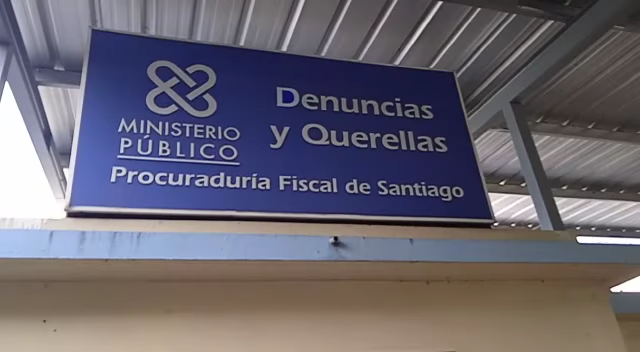 MINISTERIO
PÚBLICO
Denuncias
y Querellas
Procuraduría Fiscal de Santiago